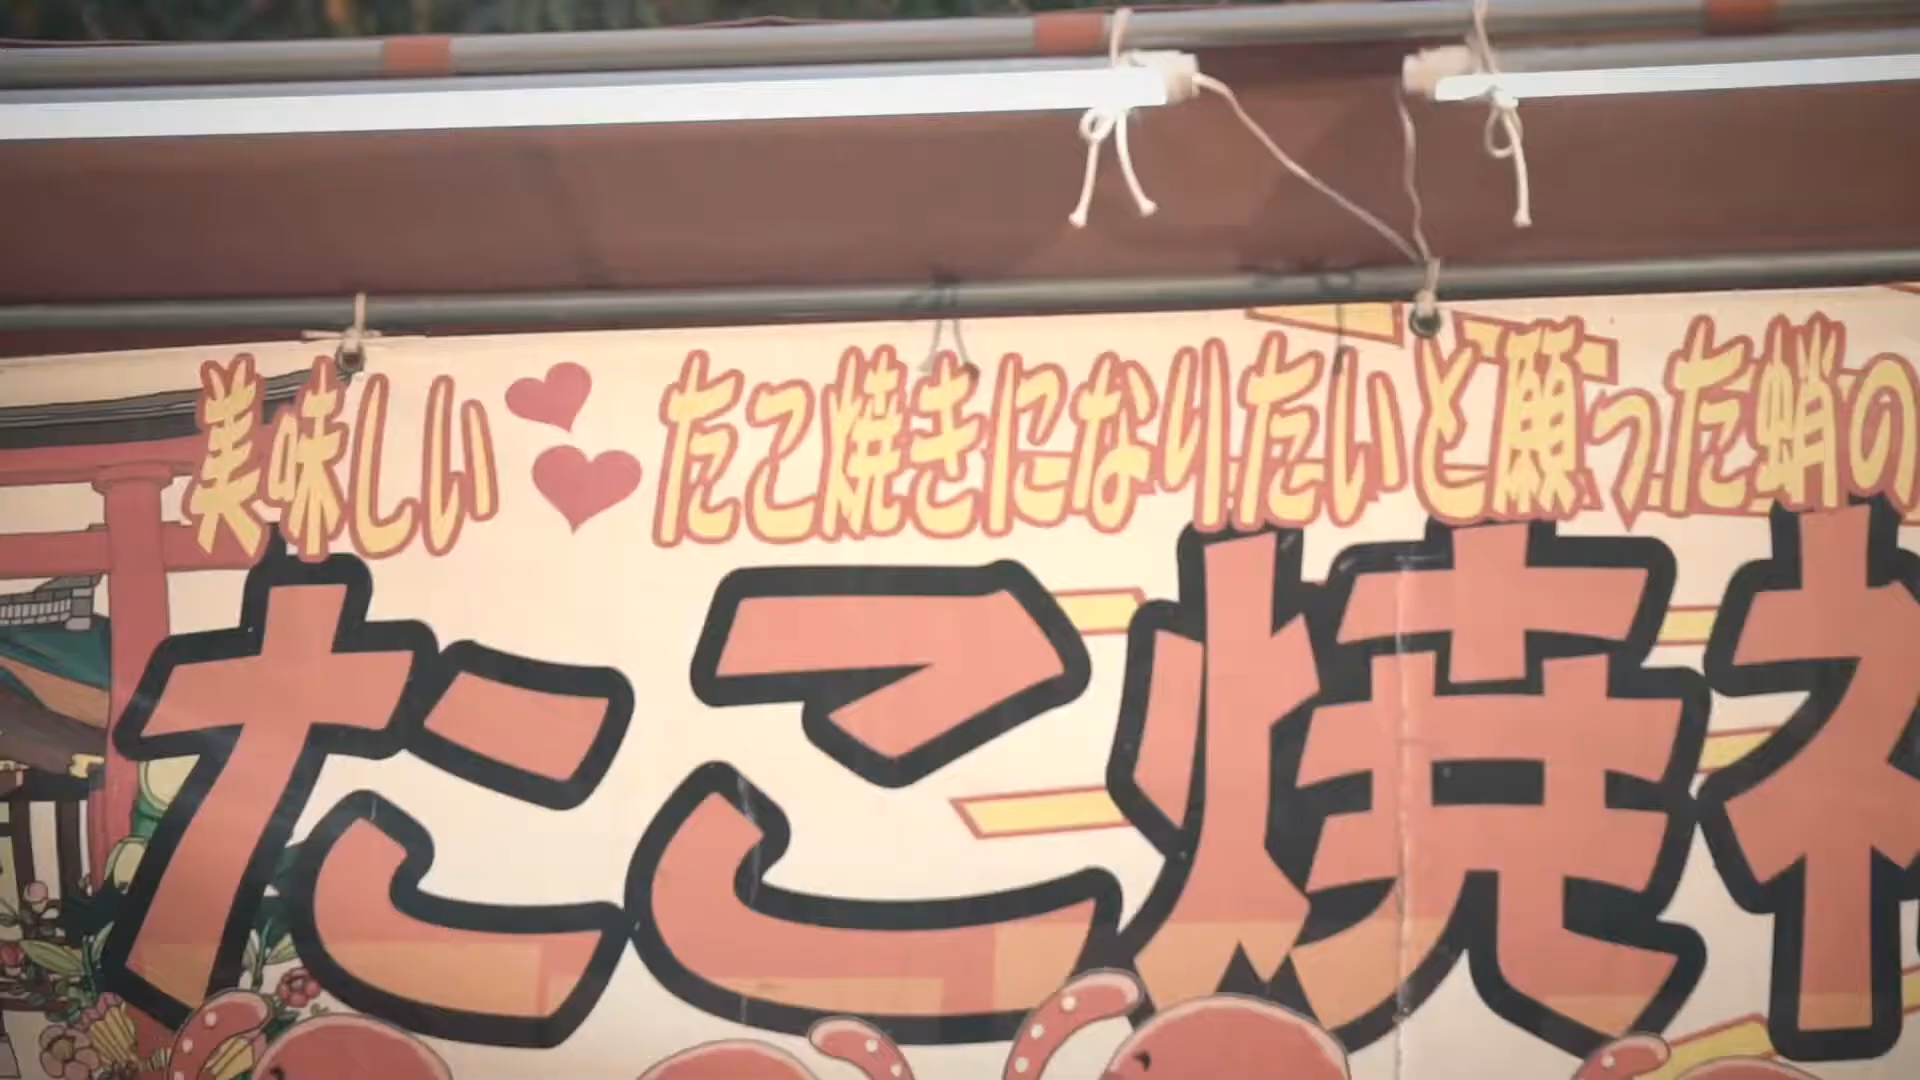 美味しい たこ焼きになりたいと願った蛸の
たこ焼